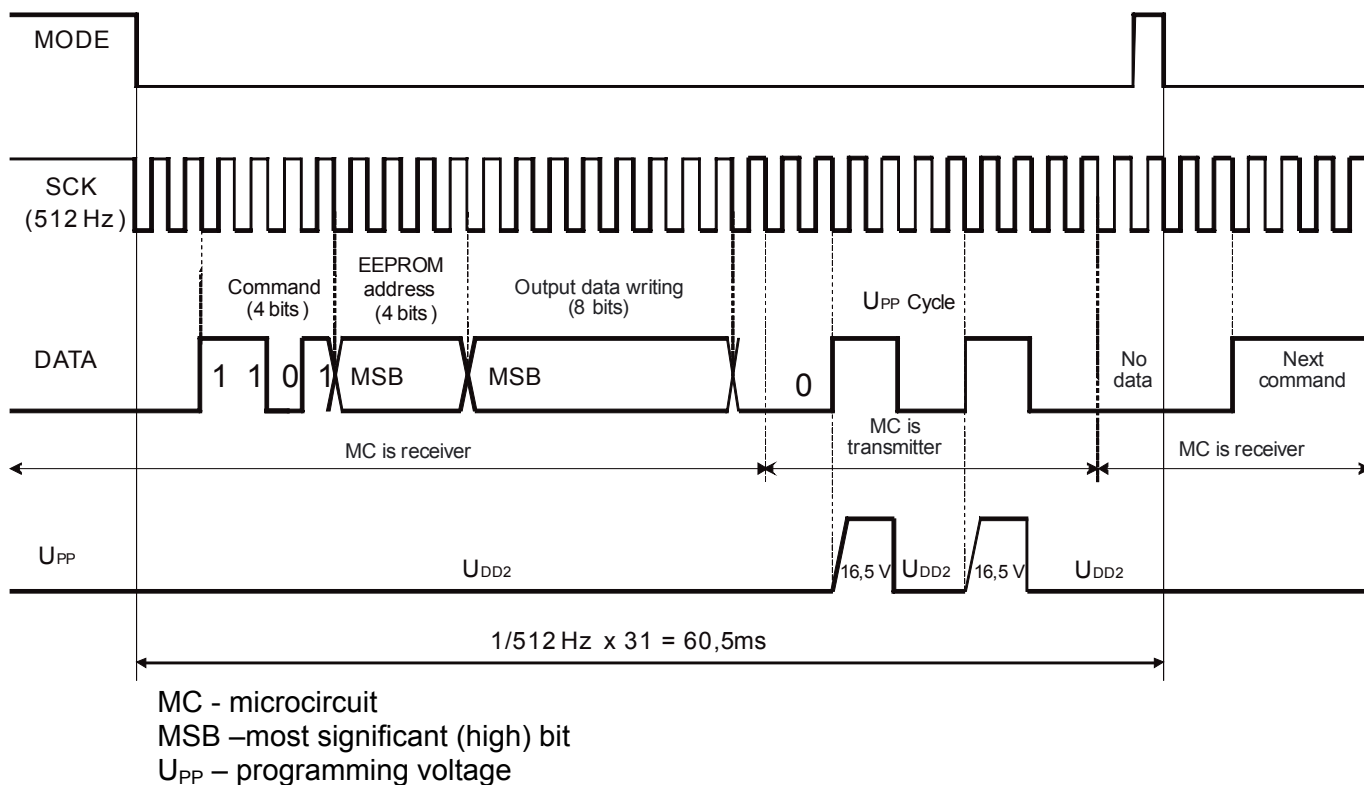 MODE
SCK
(512 Hz)
Command
(4 bits)
EEPROM
address
(4 bits)
Output data writing
(8 bits)
UPP Cycle
DATA
1 1 0 1 MSB MSB 0 No
data Next
command
MC is receiver MC is
transmitter MC is receiver
UPP UDD2 16,5 V UDD2 16,5 V UDD2
1/512 Hz x 31 = 60,5ms
MC - microcircuit
MSB –most significant (high) bit
UPP – programming voltage